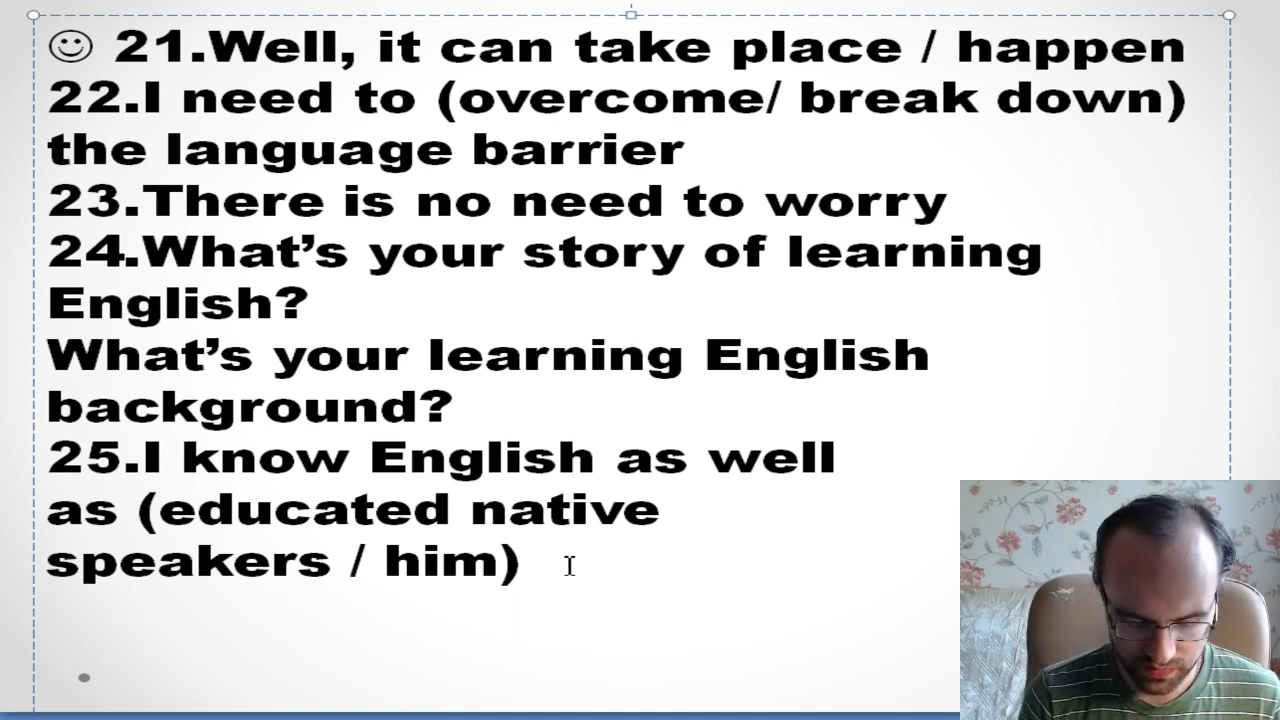 ☺ 21.Well, it can take place / happen
22.I need to (overcome/ break down)
the language barrier
23.There is no need to worry
24.What’s your story of learning
English?
What’s your learning English
background?
25.I know English as well
as (educated native
speakers / him)